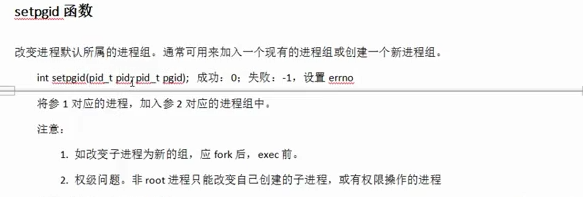 setpgid 函数
改变进程默认所属的进程组。通常可用来加入一个现有的进程组或创建一个新进程组。
int setpgid(pid_t pid, pid_t pgid); 成功：0；失败：-1，设置 errno
将参 1 对应的进程，加入参 2 对应的进程组中。
注意：
1. 如改变子进程为新的组，应 fork 后，exec 前。
2. 权级问题。非 root 进程只能改变自己创建的子进程，或有权限操作的进程